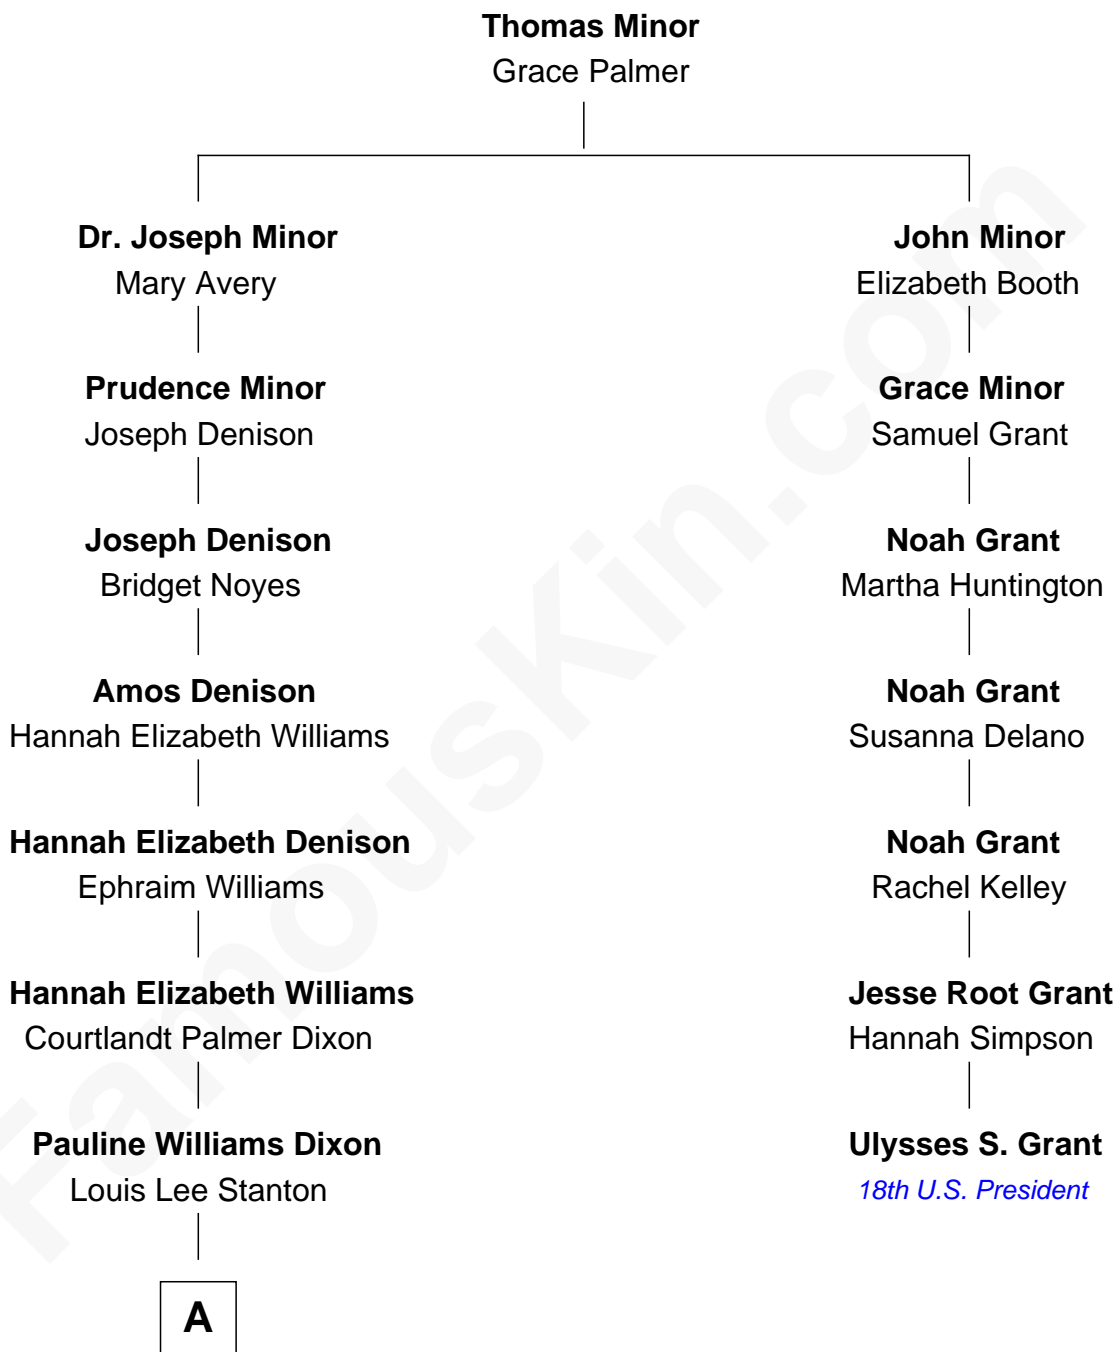 Thomas Minor
Grace Palmer
Dr. Joseph Minor
Mary Avery
Prudence Minor
Joseph Denison
Joseph Denison
Bridget Noyes
Amos Denison
Hannah Elizabeth Williams
Hannah Elizabeth Denison
Ephraim Williams
Hannah Elizabeth Williams
Courtlandt Palmer Dixon
Pauline Williams Dixon
Louis Lee Stanton
A
John Minor
Elizabeth Booth
Grace Minor
Samuel Grant
Noah Grant
Martha Huntington
Noah Grant
Susanna Delano
Noah Grant
Rachel Kelley
Jesse Root Grant
Hannah Simpson
Ulysses S. Grant
18th U.S. President
FamousKin.com